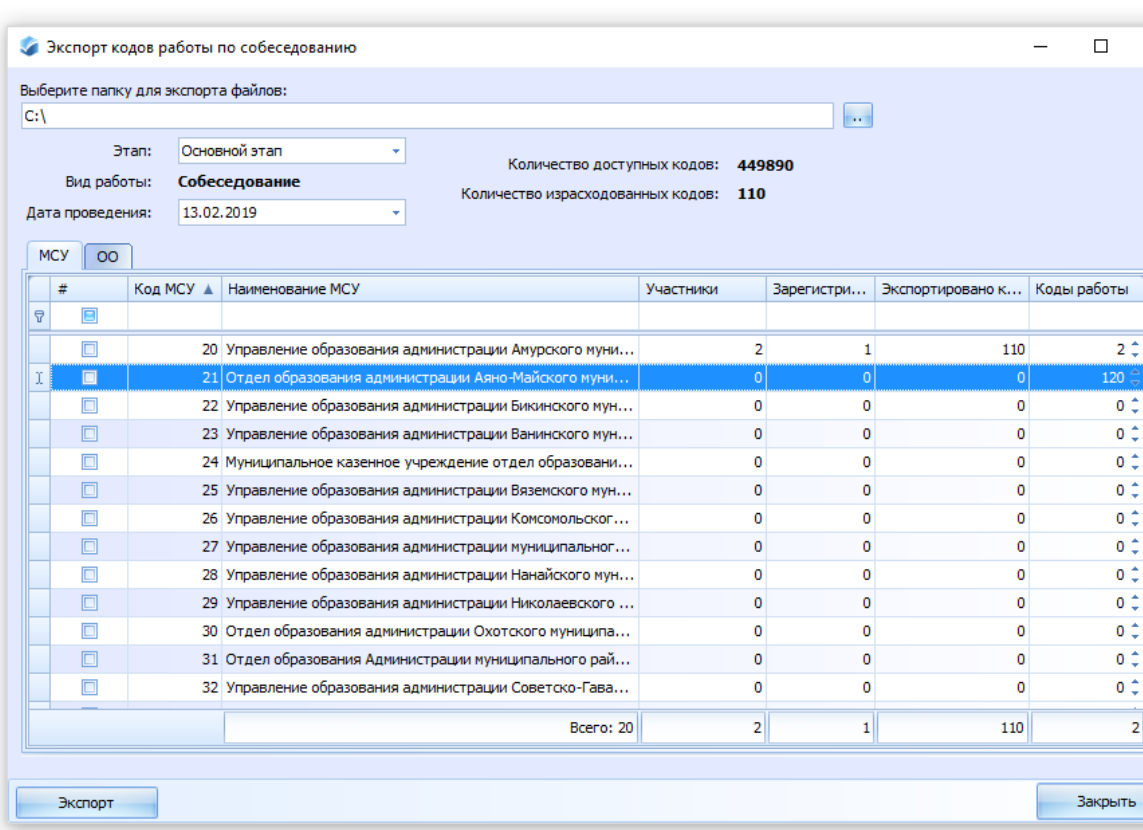 Экспорт кодов работы по собеседованию
Выберите папку для экспорта файлов:
C:\
..
Этап: Основной этап
Количество доступных кодов: 449890
Вид работы: Собеседование
Количество израсходованных кодов: 110
Дата проведения: 13.02.2019
МСУ ОО
# Код МСУ Наименование МСУ Участники Зарегистри... Экспортировано к... Коды работы
20 Управление образования администрации Амурского муни... 2 1 110 2
21 Отдел образования администрации Аяно-Майского муни... 0 0 0 120
22 Управление образования администрации Бикинского мун... 0 0 0 0
23 Управление образования администрации Ванинского мун... 0 0 0 0
24 Муниципальное казенное учреждение отдел образовани... 0 0 0 0
25 Управление образования администрации Вяземского мун... 0 0 0 0
26 Управление образования администрации Комсомольског... 0 0 0 0
27 Управление образования администрации муниципальног... 0 0 0 0
28 Управление образования администрации Нанайского мун... 0 0 0 0
29 Управление образования администрации Николаевского ... 0 0 0 0
30 Отдел образования администрации Охотского муниципа... 0 0 0 0
31 Отдел образования Администрации муниципального рай... 0 0 0 0
32 Управление образования администрации Советско-Гава... 0 0 0 0
Всего: 20 2 1 110 2
Экспорт Закрыть